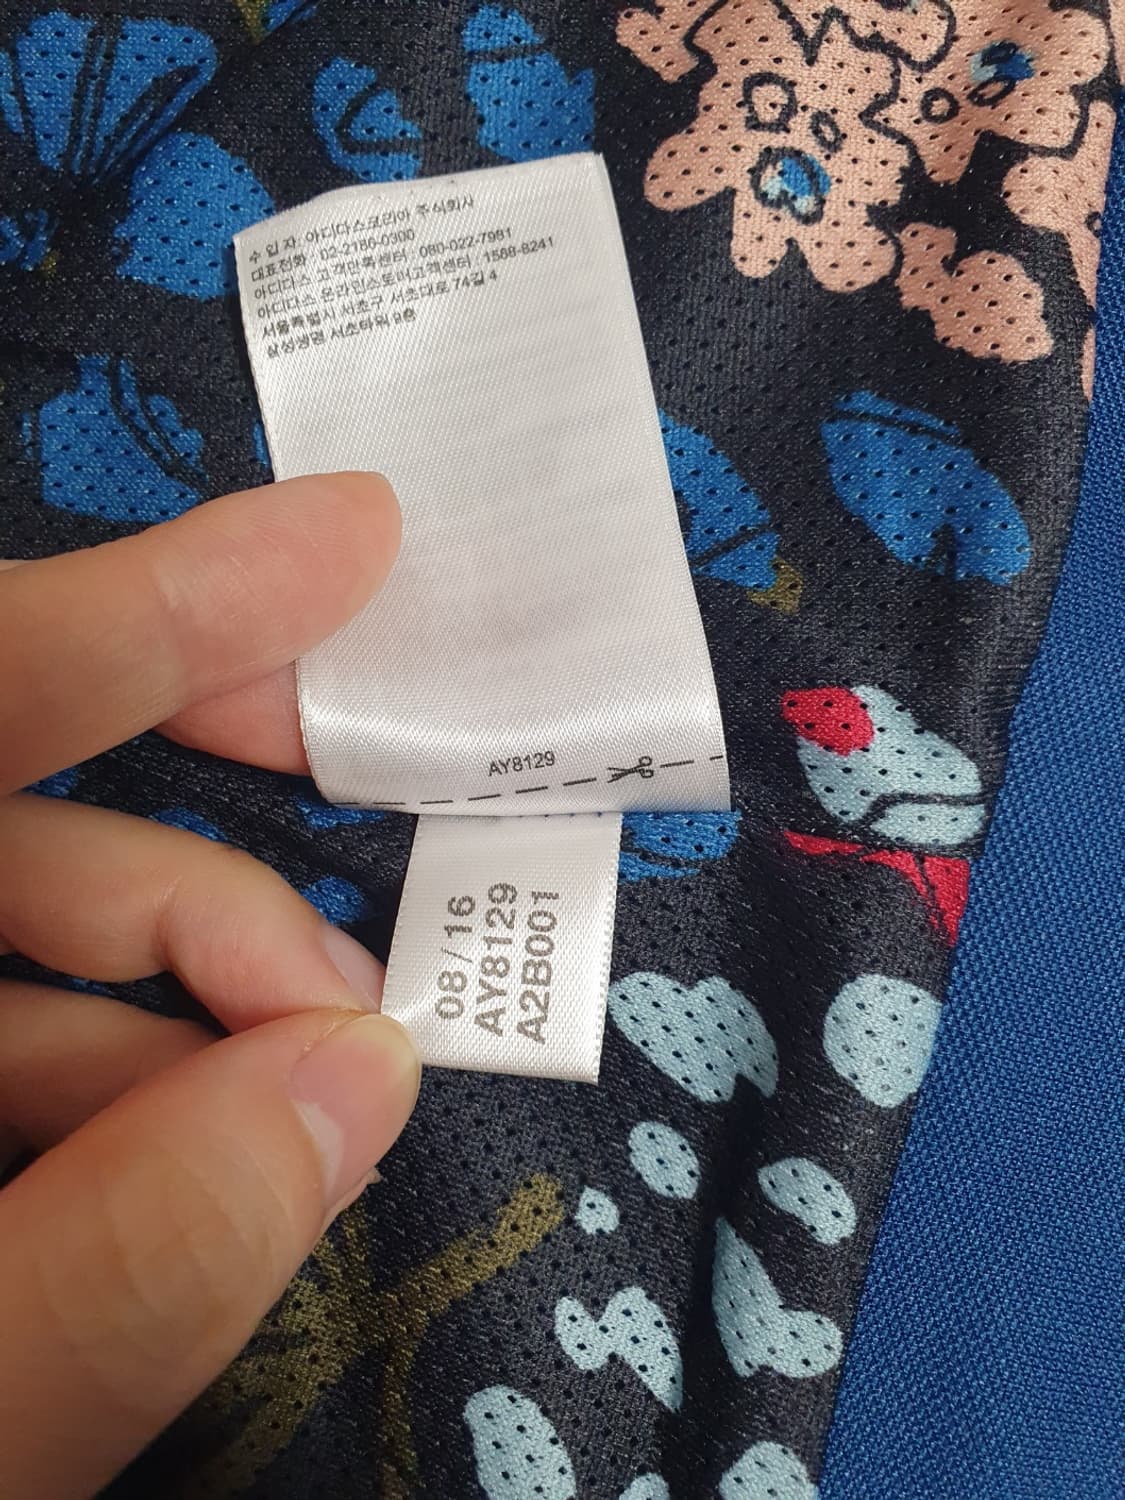 수 입 자: 아디다스코리아 주식회사
대표전화 : 02-2186-0300
아디다스 고객만족센터 : 080-022-7981
아디다스 온라인스토어고객센터 : 1588-8241
서울특별시 서초구 서초대로 74길 4
삼성생명 서초타워
AY8129
08/16
AY8129
A2B001